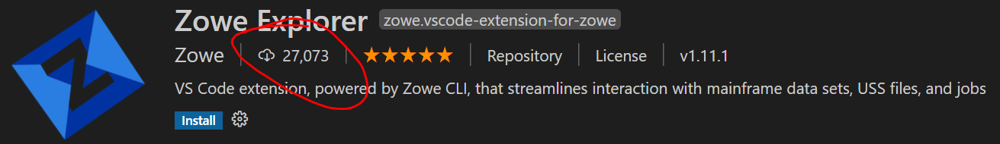 Zowe Explorer zowe.vscode-extension-for-zowe
Zowe | 27,073 | ★★★★★ | Repository | License | v1.11.1
VS Code extension, powered by Zowe CLI, that streamlines interaction with mainframe data sets, USS files, and jobs
Install